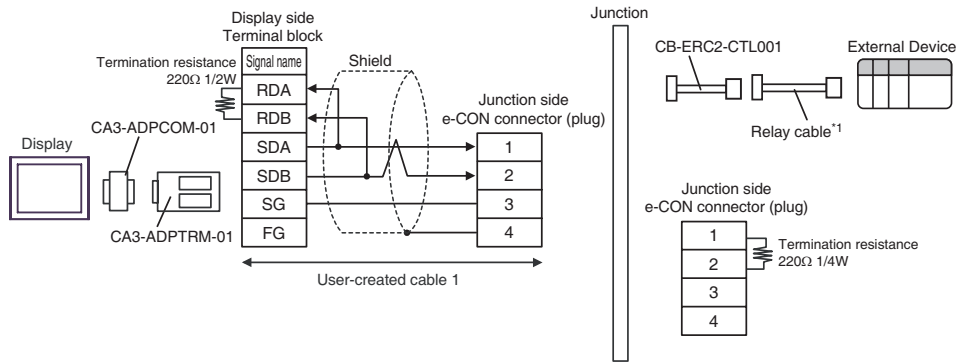 Display side
Terminal block
Signal name
Termination resistance
220Ω 1/2W
RDA
RDB
SDA
SDB
SG
FG
Shield
CA3-ADPCOM-01
Display
CA3-ADPTRM-01
Junction side
e-CON connector (plug)
1
2
3
4
User-created cable 1
Junction
CB-ERC2-CTL001
External Device
Relay cable*1
Junction side
e-CON connector (plug)
1
2
3
4
Termination resistance
220Ω 1/4W